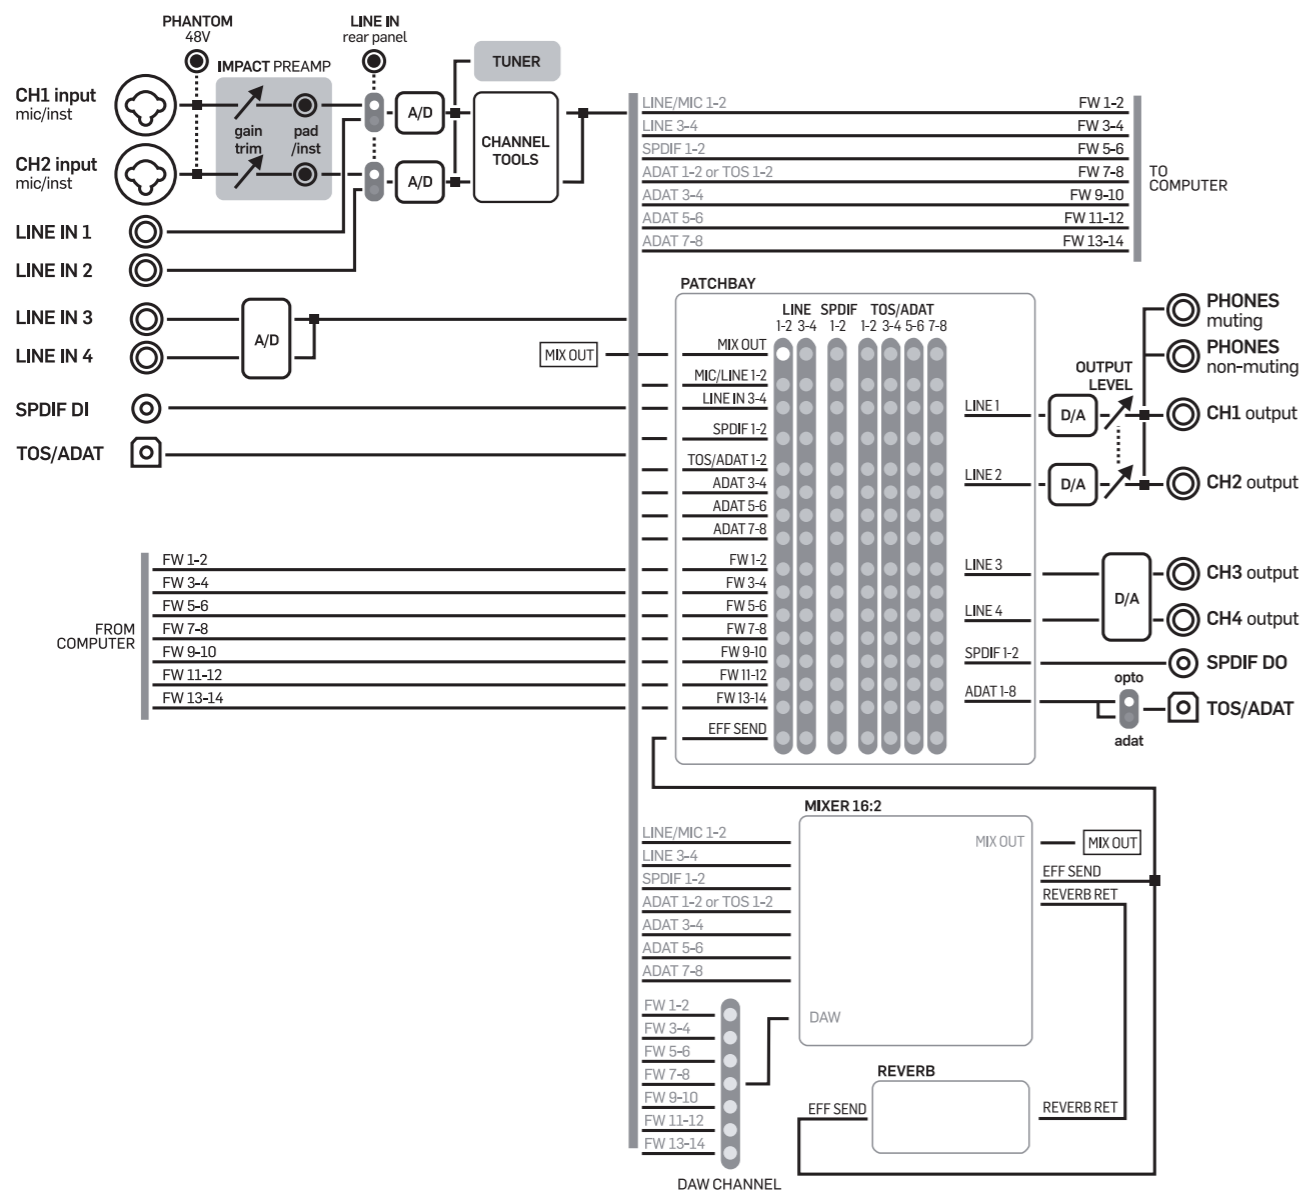 PHANTOM
48V
LINE IN
rear panel
IMPACT PREAMP
TUNER
CH1 input
mic/inst
gain
trim
pad
/inst
A/D
CHANNEL
TOOLS
CH2 input
mic/inst
A/D
LINE IN 1
LINE IN 2
LINE IN 3
LINE IN 4
A/D
SPDIF DI
TOS/ADAT
LINE/MIC 1-2
FW 1-2
LINE 3-4
FW 3-4
SPDIF 1-2
FW 5-6
ADAT 1-2 or TOS 1-2
FW 7-8
ADAT 3-4
FW 9-10
ADAT 5-6
FW 11-12
ADAT 7-8
FW 13-14
TO
COMPUTER
PATCHBAY
LINE SPDIF TOS/ADAT
1-2 3-4 1-2 1-2 3-4 5-6 7-8
MIX OUT
MIX OUT
MIC/LINE 1-2
LINE IN 3-4
SPDIF 1-2
TOS/ADAT 1-2
ADAT 3-4
ADAT 5-6
ADAT 7-8
FW 1-2
FW 3-4
FW 5-6
FW 7-8
FW 9-10
FW 11-12
FW 13-14
EFF SEND
LINE 1
LINE 2
LINE 3
LINE 4
SPDIF 1-2
ADAT 1-8
OUTPUT
LEVEL
D/A
D/A
D/A
opto
adat
PHONES
muting
PHONES
non-muting
CH1 output
CH2 output
CH3 output
CH4 output
SPDIF DO
TOS/ADAT
FROM
COMPUTER
FW 1-2
FW 3-4
FW 5-6
FW 7-8
FW 9-10
FW 11-12
FW 13-14
MIXER 16:2
LINE/MIC 1-2
LINE 3-4
SPDIF 1-2
ADAT 1-2 or TOS 1-2
ADAT 3-4
ADAT 5-6
ADAT 7-8
MIX OUT
MIX OUT
EFF SEND
REVERB RET
FW 1-2
FW 3-4
FW 5-6
FW 7-8
FW 9-10
FW 11-12
FW 13-14
DAW
DAW CHANNEL
REVERB
EFF SEND
REVERB RET